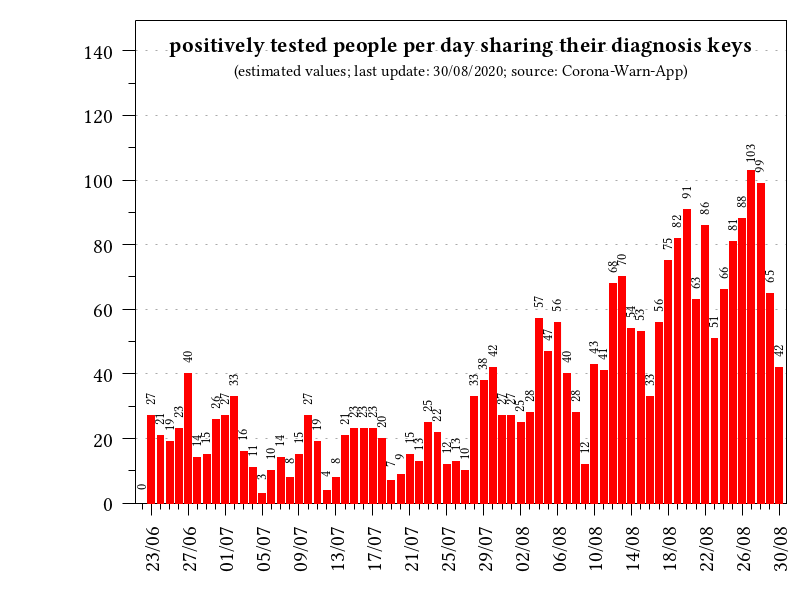 positively tested people per day sharing their diagnosis keys
(estimated values; last update: 30/08/2020; source: Corona-Warn-App)
140
120
100
80
60
40
20
0
0 27 21 19 23 40 14 15 26 27 33 16 11 3 10 14 8 15 27 19 4 8 21 23 23 23 20 7 9 15 13 25 22 12 13 10 33 38 42 27 27 25 28 57 47 56 40 28 12 43 41 68 70 54 53 33 56 75 82 91 63 86 51 66 81 88 103 99 65 42
23/06 27/06 01/07 05/07 09/07 13/07 17/07 21/07 25/07 29/07 02/08 06/08 10/08 14/08 18/08 22/08 26/08 30/08